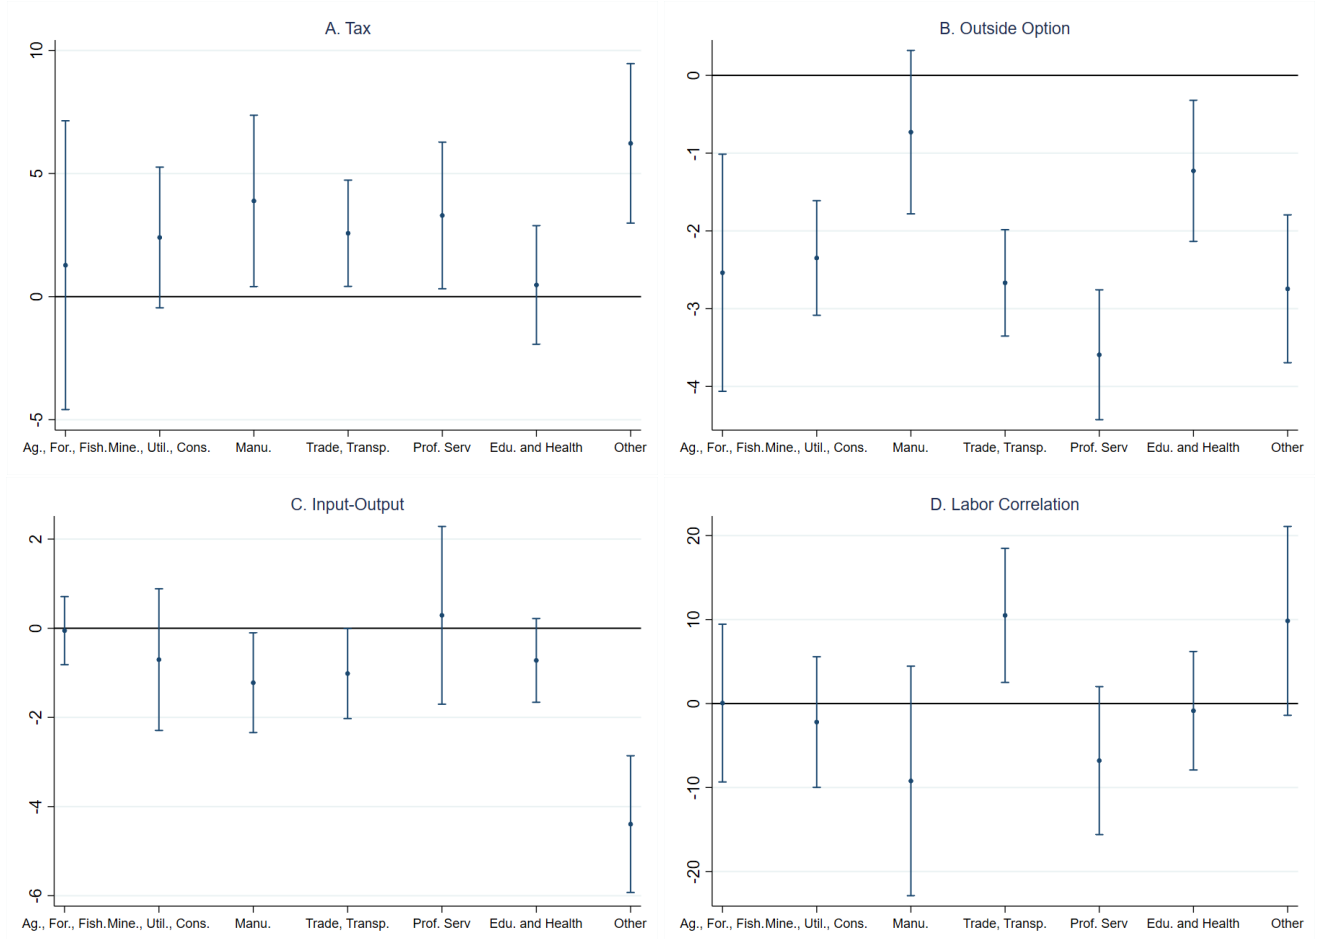 A. Tax
10
5
0
-5
Ag., For., Fish. Mine., Util., Cons. Manu. Trade, Transp. Prof. Serv Edu. and Health Other
B. Outside Option
0
-1
-2
-3
-4
Ag., For., Fish. Mine., Util., Cons. Manu. Trade, Transp. Prof. Serv Edu. and Health Other
C. Input-Output
2
0
-2
-4
-6
Ag., For., Fish. Mine., Util., Cons. Manu. Trade, Transp. Prof. Serv Edu. and Health Other
D. Labor Correlation
20
10
0
-10
-20
Ag., For., Fish. Mine., Util., Cons. Manu. Trade, Transp. Prof. Serv Edu. and Health Other